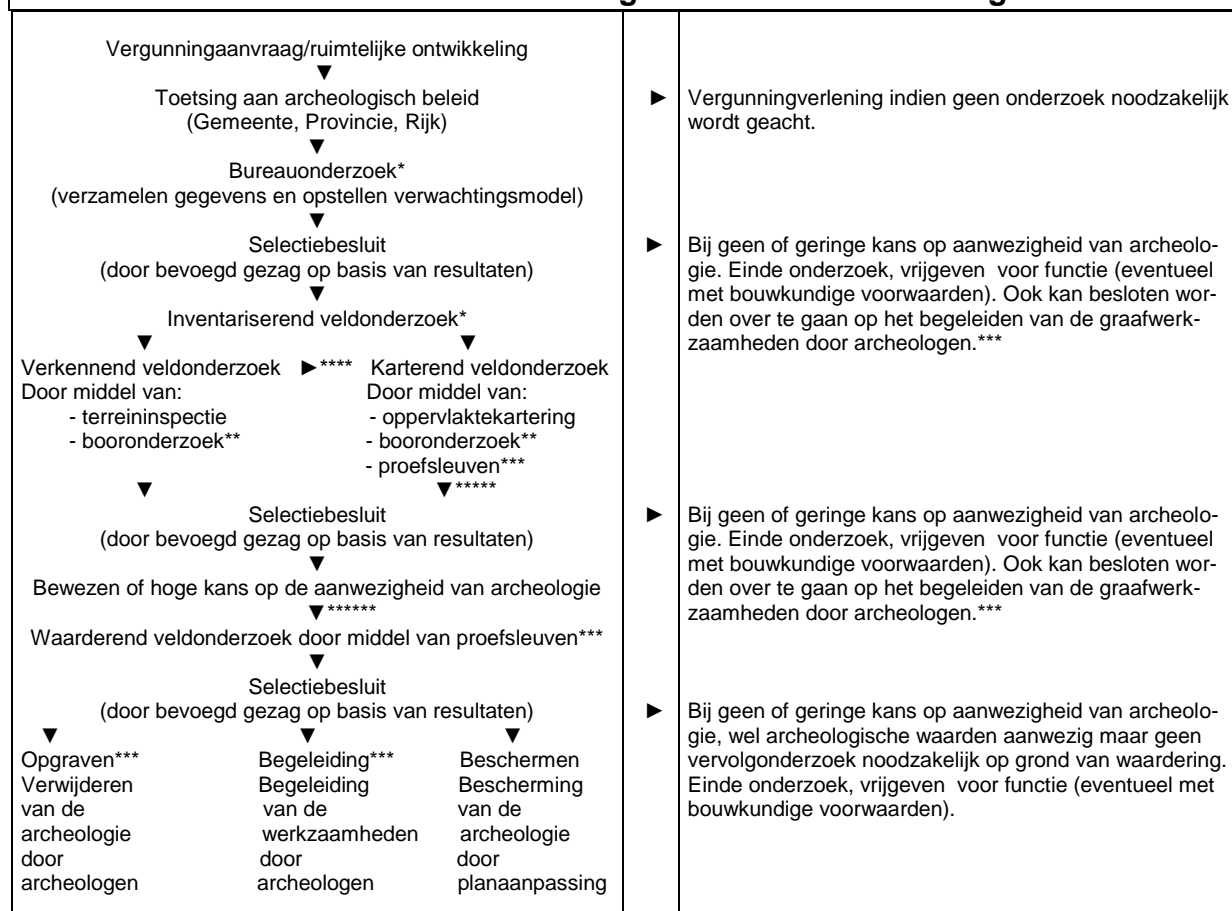 Vergunningaanvraag/ruimtelijke ontwikkeling
▼
Toetsing aan archeologisch beleid
(Gemeente, Provincie, Rijk)
▼
Bureauonderzoek*
(verzamelen gegevens en opstellen verwachtingsmodel)
▼
Selectiebesluit
(door bevoegd gezag op basis van resultaten)
▼
Inventariserend veldonderzoek*
▼ ▼
Verkennend veldonderzoek ►**** Karterend veldonderzoek
Door middel van: Door middel van:
- terreininspectie - oppervlaktekartering
- booronderzoek** - booronderzoek**
- proefsleuven***
▼ ▼*****
Selectiebesluit
(door bevoegd gezag op basis van resultaten)
▼
Bewezen of hoge kans op de aanwezigheid van archeologie
▼******
Waarderend veldonderzoek door middel van proefsleuven***
▼
Selectiebesluit
(door bevoegd gezag op basis van resultaten)
▼ ▼ ▼
Opgraven*** Begeleiding*** Beschermen
Verwijderen Begeleiding Bescherming
van de van de van de
archeologie werkzaamheden archeologie
door door door
archeologen archeologen planaanpassing
► Vergunningverlening indien geen onderzoek noodzakelijk
wordt geacht.
► Bij geen of geringe kans op aanwezigheid van archeolo-
gie. Einde onderzoek, vrijgeven voor functie (eventueel
met bouwkundige voorwaarden). Ook kan besloten wor-
den over te gaan op het begeleiden van de graafwerk-
zaamheden door archeologen.***
► Bij geen of geringe kans op aanwezigheid van archeolo-
gie. Einde onderzoek, vrijgeven voor functie (eventueel
met bouwkundige voorwaarden). Ook kan besloten wor-
den over te gaan op het begeleiden van de graafwerk-
zaamheden door archeologen.***
► Bij geen of geringe kans op aanwezigheid van archeolo-
gie, wel archeologische waarden aanwezig maar geen
vervolgonderzoek noodzakelijk op grond van waardering.
Einde onderzoek, vrijgeven voor functie (eventueel met
bouwkundige voorwaarden).